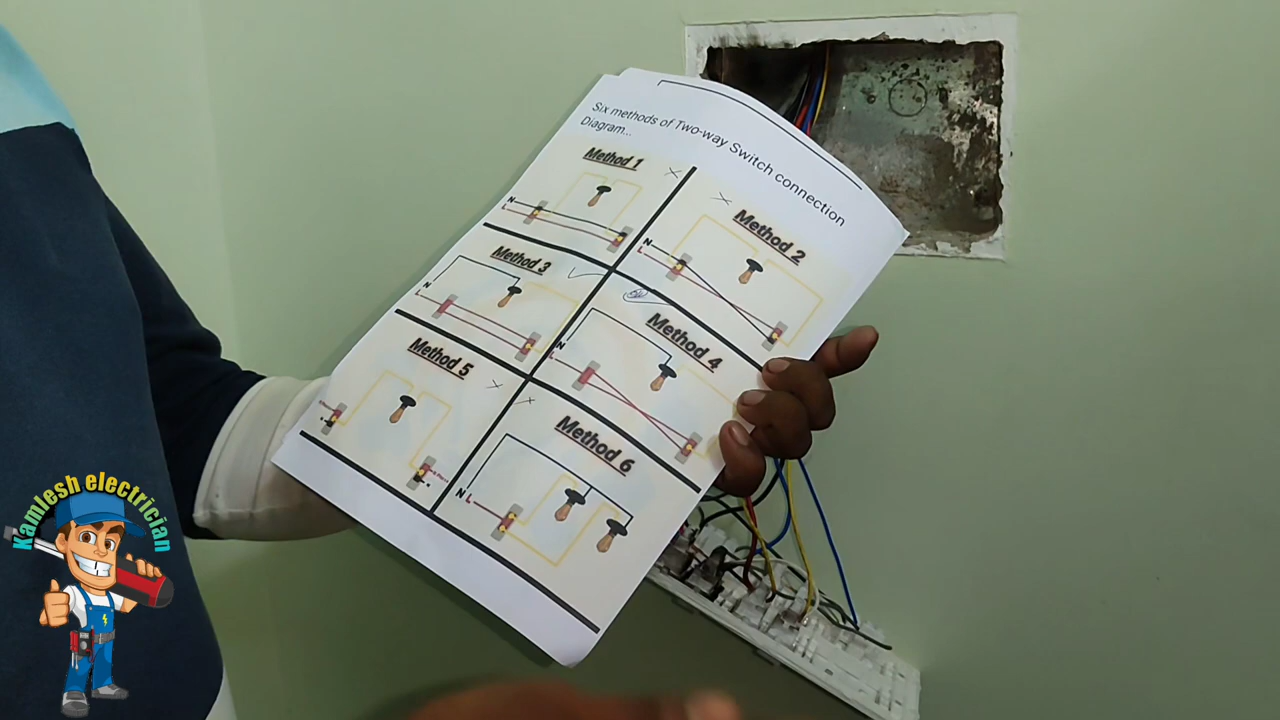 Six methods of Two-way Switch connection
Diagram...
Method 1
Method 2
N
L
N
L
Method 3
Method 4
N
L
N
L
Method 5
Method 6
N L
Kamlesh electrician